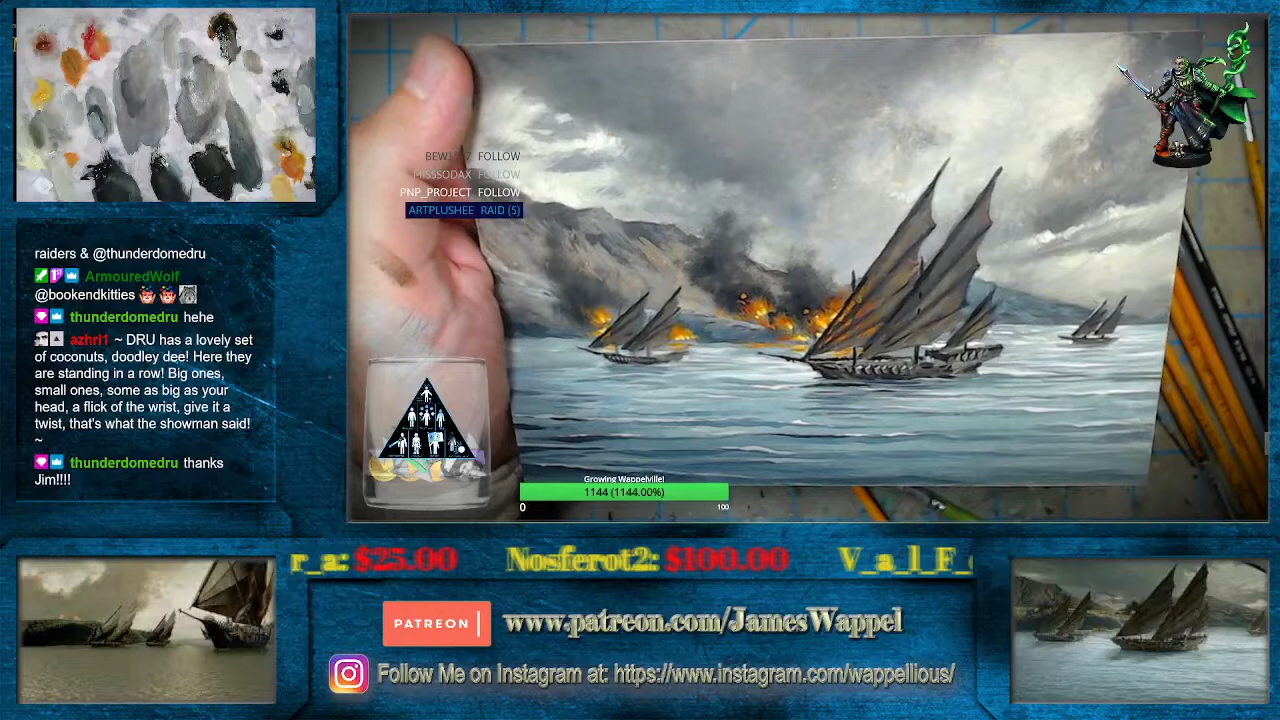 BEW
7 FOLLOW
MISSSODAX FOLLOW
PNP_PROJECT FOLLOW
ARTPLUSHEE RAID (5)
raiders & @thunderdomedru
ArmouredWolf
@bookendkitties
thunderdomedru hehe
azhri1 ~ DRU has a lovely set
of coconuts, doodley dee! Here they
are standing in a row! Big ones,
small ones, some as big as your
head, a flick of the wrist, give it a
twist, that's what the showman said!
~
thunderdomedru thanks
Jim!!!!
Growing Wappelville!
1144 (1144.00%)
0 100
r_a: $25.00 Nosferot2: $100.00 V_a_l_F_
PATREON www.patreon.com/JamesWappel
Follow Me on Instagram at: https://www.instagram.com/wappellious/